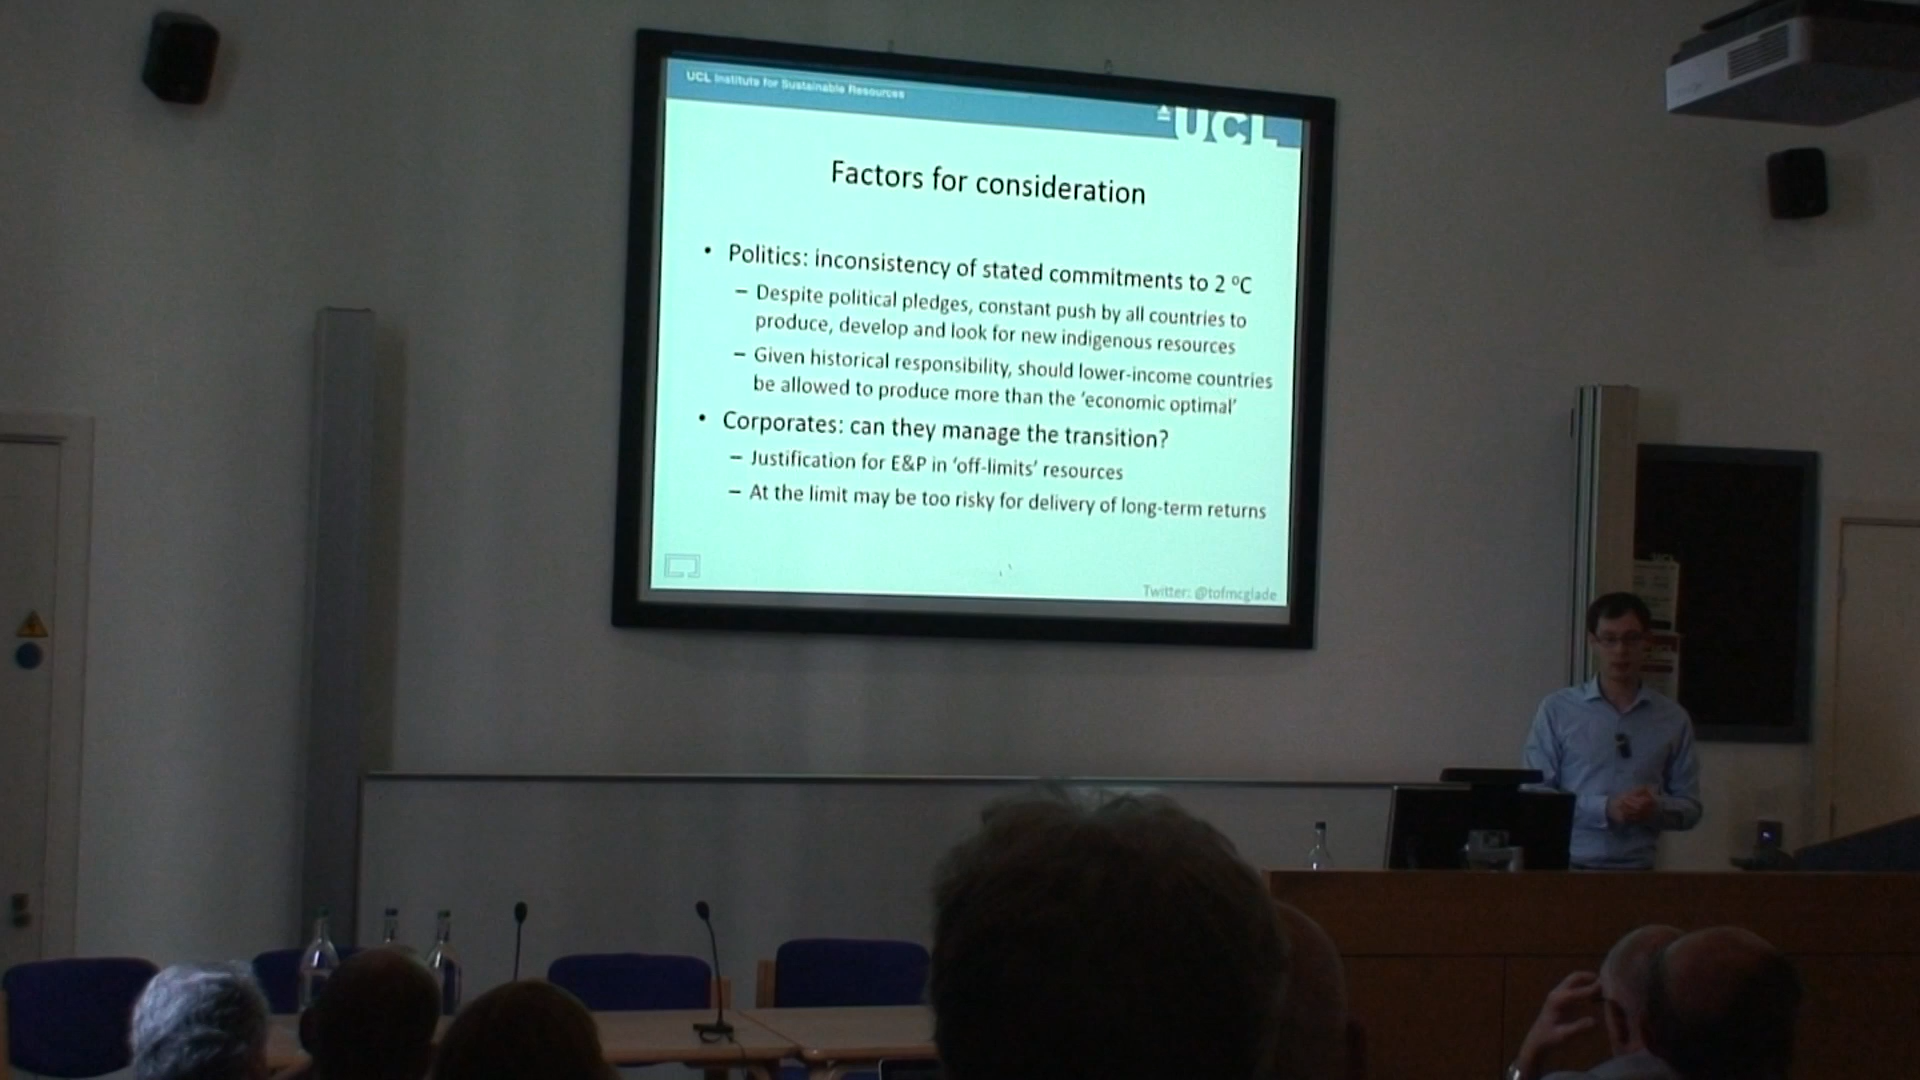 UCL Institute for Sustainable Resources
UCL
Factors for consideration
• Politics: inconsistency of stated commitments to 2 ºC
– Despite political pledges, constant push by all countries to
produce, develop and look for new indigenous resources
– Given historical responsibility, should lower-income countries
be allowed to produce more than the ‘economic optimal’
• Corporates: can they manage the transition?
– Justification for E&P in ‘off-limits’ resources
– At the limit may be too risky for delivery of long-term returns
Twitter: @tofmcglade